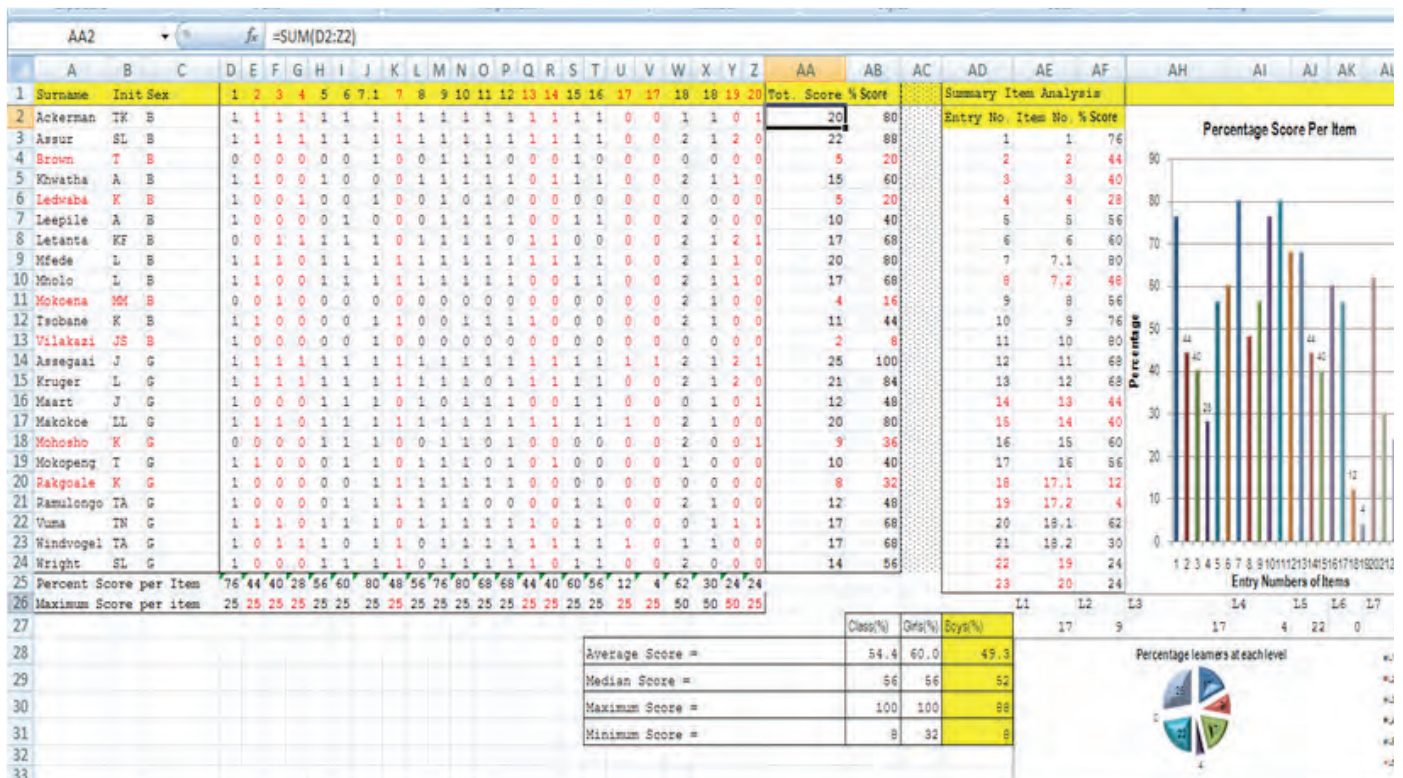 AA2 fx =SUM(D2:Z2)
A B C D E F G H I J K L M N O P Q R S T U V W X Y Z AA AB AC AD AE AF AH AI AJ AK AL
1 Surname Init Sex 1 2 3 4 5 6 7.1 7 8 9 10 11 12 13 14 15 16 17 17 18 18 19 20 Tot. Score % Score Summary Item Analysis
2 Ackerman TK B 1 1 1 1 1 1 1 1 1 1 1 1 1 1 1 1 1 0 0 1 1 0 1 20 80 Entry No. Item No. % Score
3 Assur SL B 1 1 1 1 1 1 1 1 1 1 1 1 1 1 1 1 1 0 0 2 1 2 0 22 88 1 1 76
4 Brown T B 0 0 0 0 0 0 1 0 0 1 1 1 0 0 0 1 0 0 0 0 0 0 0 5 20 2 2 44
5 Khwatha A B 1 1 0 0 1 0 0 0 1 1 1 1 1 0 1 1 1 0 0 2 1 1 0 15 60 3 3 40
6 Ledwaba K B 1 0 0 1 0 0 1 0 0 1 0 1 0 0 0 0 0 0 0 0 0 0 0 5 20 4 4 28
7 Leepile A B 1 0 0 0 0 1 0 0 1 1 1 1 1 0 0 1 0 0 0 2 0 0 0 10 40 5 5 56
8 Letanta KF B 0 0 1 1 1 1 1 0 1 1 1 1 0 1 1 0 0 0 0 2 1 2 1 17 68 6 6 60
9 Mfede L B 1 1 0 1 1 1 1 1 1 1 1 1 1 1 0 1 1 0 0 2 1 1 0 20 80 7 7.1 80
10 Mnolo L B 1 1 0 0 1 1 1 1 1 1 1 1 1 0 0 1 1 0 0 2 1 1 0 17 68 8 7.2 48
11 Mokoena MM B 0 0 1 0 0 0 0 0 0 0 0 0 0 0 0 0 0 0 0 2 1 0 0 4 16 9 8 56
12 Tsobane K B 1 1 0 0 0 0 1 1 0 0 1 1 1 1 0 0 0 0 0 2 1 0 0 11 44 10 9 76
13 Vilakazi JS B 1 0 0 0 0 0 1 0 0 0 0 0 0 0 0 0 0 0 0 0 0 0 0 2 8 11 10 80
14 Assegaai J G 1 1 1 1 1 1 1 1 1 1 1 1 1 1 1 1 1 1 1 2 1 2 1 25 100 12 11 68
15 Kruger L G 1 1 1 1 1 1 1 1 1 1 1 0 1 1 1 1 1 0 0 2 1 2 0 21 84 13 12 68
16 Maart J G 1 0 0 0 1 1 1 1 0 1 1 1 1 0 0 1 1 0 0 0 1 0 1 12 48 14 13 44
17 Makokoe LL G 1 1 1 0 1 1 1 1 1 1 1 1 1 1 1 1 1 1 0 2 1 0 0 20 80 15 14 40
18 Mohosho K G 0 0 0 0 1 1 1 0 0 1 1 0 1 1 0 0 0 0 0 2 0 0 1 9 36 16 15 60
19 Mokopeng T G 1 1 0 0 0 1 1 0 1 1 1 0 1 0 1 0 0 0 0 1 0 0 0 10 40 17 16 56
20 Rakgoale K G 1 0 0 0 0 1 1 0 1 1 1 1 1 0 0 0 0 0 0 0 0 0 0 8 32 18 17.1 12
21 Ramulongo TA G 1 0 0 0 1 1 1 1 1 1 1 0 0 0 0 1 1 0 0 2 1 0 0 12 48 19 17.2 4
22 Vuma TN G 1 1 1 0 1 1 1 0 1 1 1 1 1 0 1 1 1 0 0 0 1 1 1 17 68 20 18.1 62
23 Windvogel TA G 1 0 1 1 1 0 1 1 0 1 1 1 1 1 1 1 1 1 0 1 1 0 0 17 68 21 18.2 30
24 Wright SL G 1 0 0 1 1 1 1 1 0 1 1 1 1 0 0 1 1 0 0 2 0 0 0 14 56 22 19 24
25 Percent Score per Item 76 44 40 28 56 60 80 48 56 76 80 68 68 44 40 60 56 12 4 62 30 24 24 23 20 24
26 Maximum Score per item 25 25 25 25 25 25 25 25 25 25 25 25 25 25 25 25 25 25 25 50 50 50 25 L1 L2 L3 L4 L5 L6 L7
27 Class(%) Girls(%) Boys(%) 17 9 17 4 22 0
28 Average Score = 54.4 60.0 49.3
29 Median Score = 56 56 52
30 Maximum Score = 100 100 88
31 Minimum Score = 8 32 8
32
33
Percentage Score Per Item
Percentage
90
80
70
60
50
40
30
20
10
0
44 40 28 44 40 12 4
1 2 3 4 5 6 7 8 9 10 11 12 13 14 15 16 17 18 19 20 21 2
Entry Numbers of Items
Percentage learners at each level
0 22 17 4